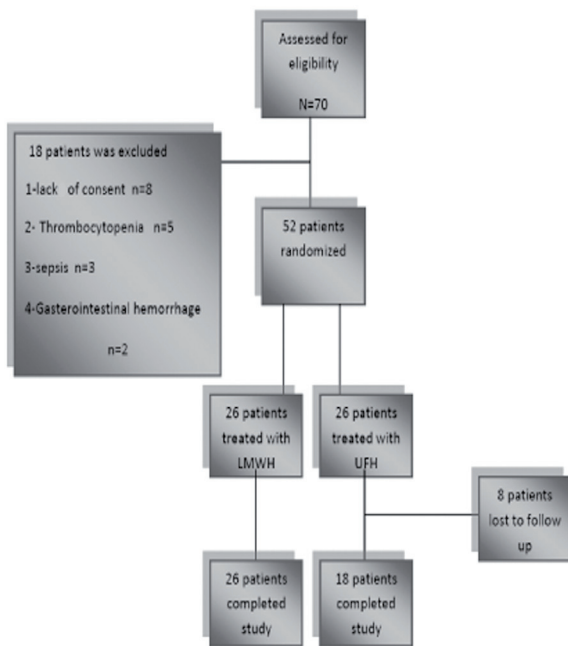 Assessed for
eligibility
N=70
18 patients was excluded
1-lack of consent n=8
2- Thrombocytopenia n=5
3-sepsis n=3
4-Gasterointestinal hemorrhage
n=2
52 patients
randomized
26 patients
treated with
LMWH
26 patients
treated with
UFH
8 patients
lost to follow
up
26 patients
completed
study
18 patients
completed
study